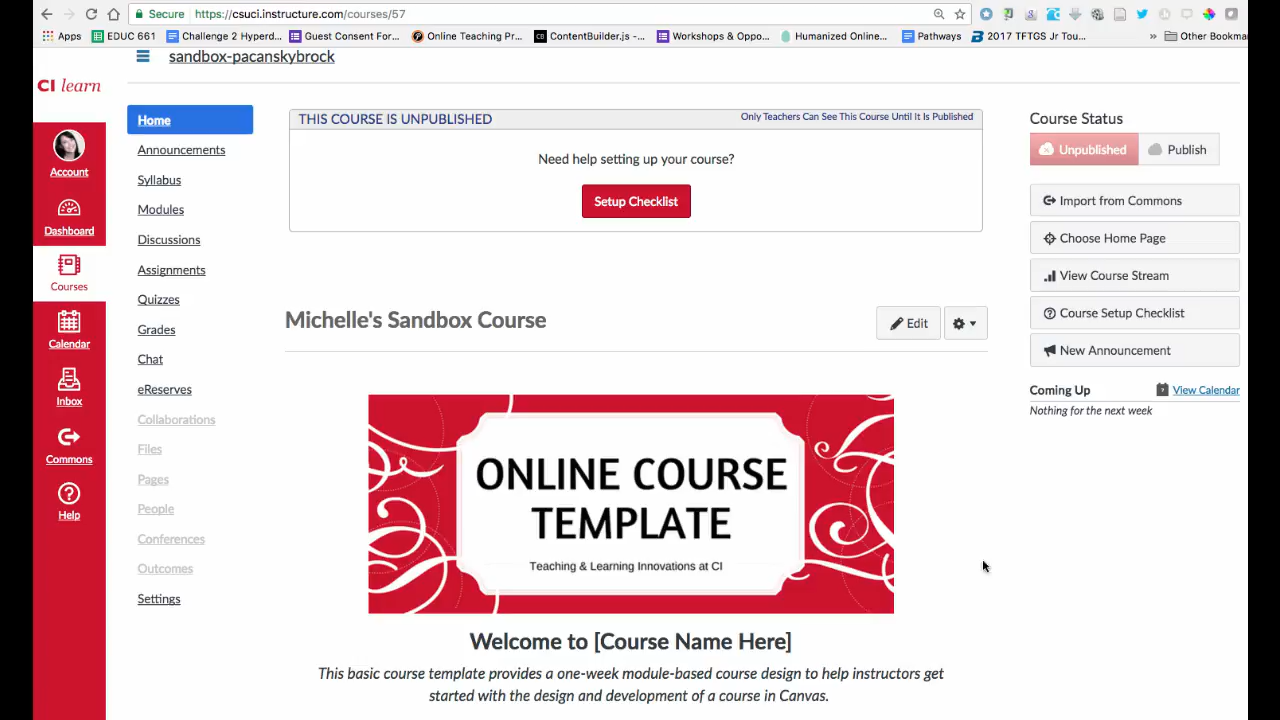 Secure https://csuci.instructure.com/courses/57
Apps EDUC 661 Challenge 2 Hyperd... Guest Consent For... Online Teaching Pr... ContentBuilder.js -... Workshops & Oppo... Humanized Online... Pathways 2017 TFTGS Jr Tou... » Other Bookmar
sandbox-pacanskybrock
CI learn
Account
Dashboard
Courses
Calendar
Inbox
Commons
Help
Home
Announcements
Syllabus
Modules
Discussions
Assignments
Quizzes
Grades
Chat
eReserves
Collaborations
Files
Pages
People
Conferences
Outcomes
Settings
THIS COURSE IS UNPUBLISHED Only Teachers Can See This Course Until It Is Published
Need help setting up your course?
Setup Checklist
Michelle's Sandbox Course Edit
ONLINE COURSE
TEMPLATE
Teaching & Learning Innovations at CI
Welcome to [Course Name Here]
This basic course template provides a one-week module-based course design to help instructors get
started with the design and development of a course in Canvas.
Course Status
Unpublished Publish
Import from Commons
Choose Home Page
View Course Stream
Course Setup Checklist
New Announcement
Coming Up View Calendar
Nothing for the next week